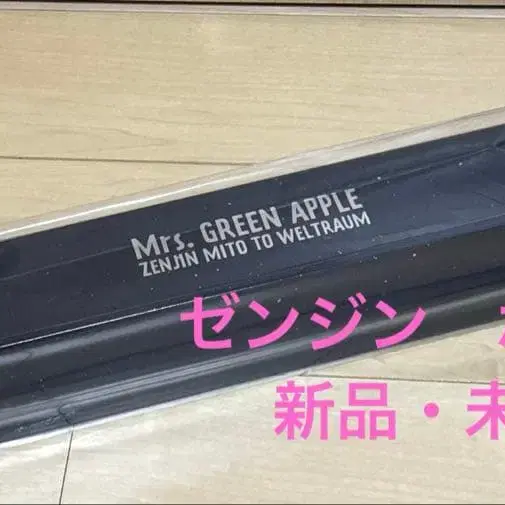 Mrs. GREEN APPLE
ZENJIN MITO TO WELTRAUM
ゼンジン
新品・未